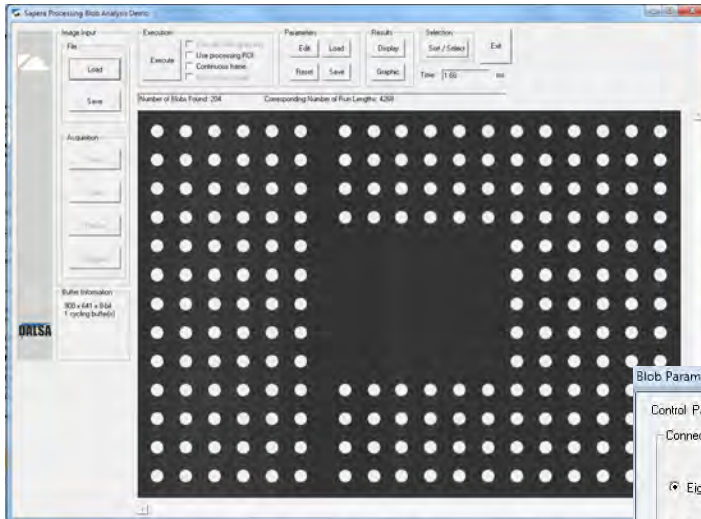 Sapera Processing Blob Analysis Demo
Image Input
File
Load
Save
Acquisition
Buffer Information
1 cycling buffer(s)
DALSA
Execution
Execute
Use processing ROI
Continuous frame
Parameters
Edit
Load
Reset
Save
Results
Display
Graphic
Selection
Sort / Select
Exit
Time
ms
Number of Blobs Found: 204
Corresponding Number of Run Lengths: 4268
Blob Param
Control Pa
Connec
Eig